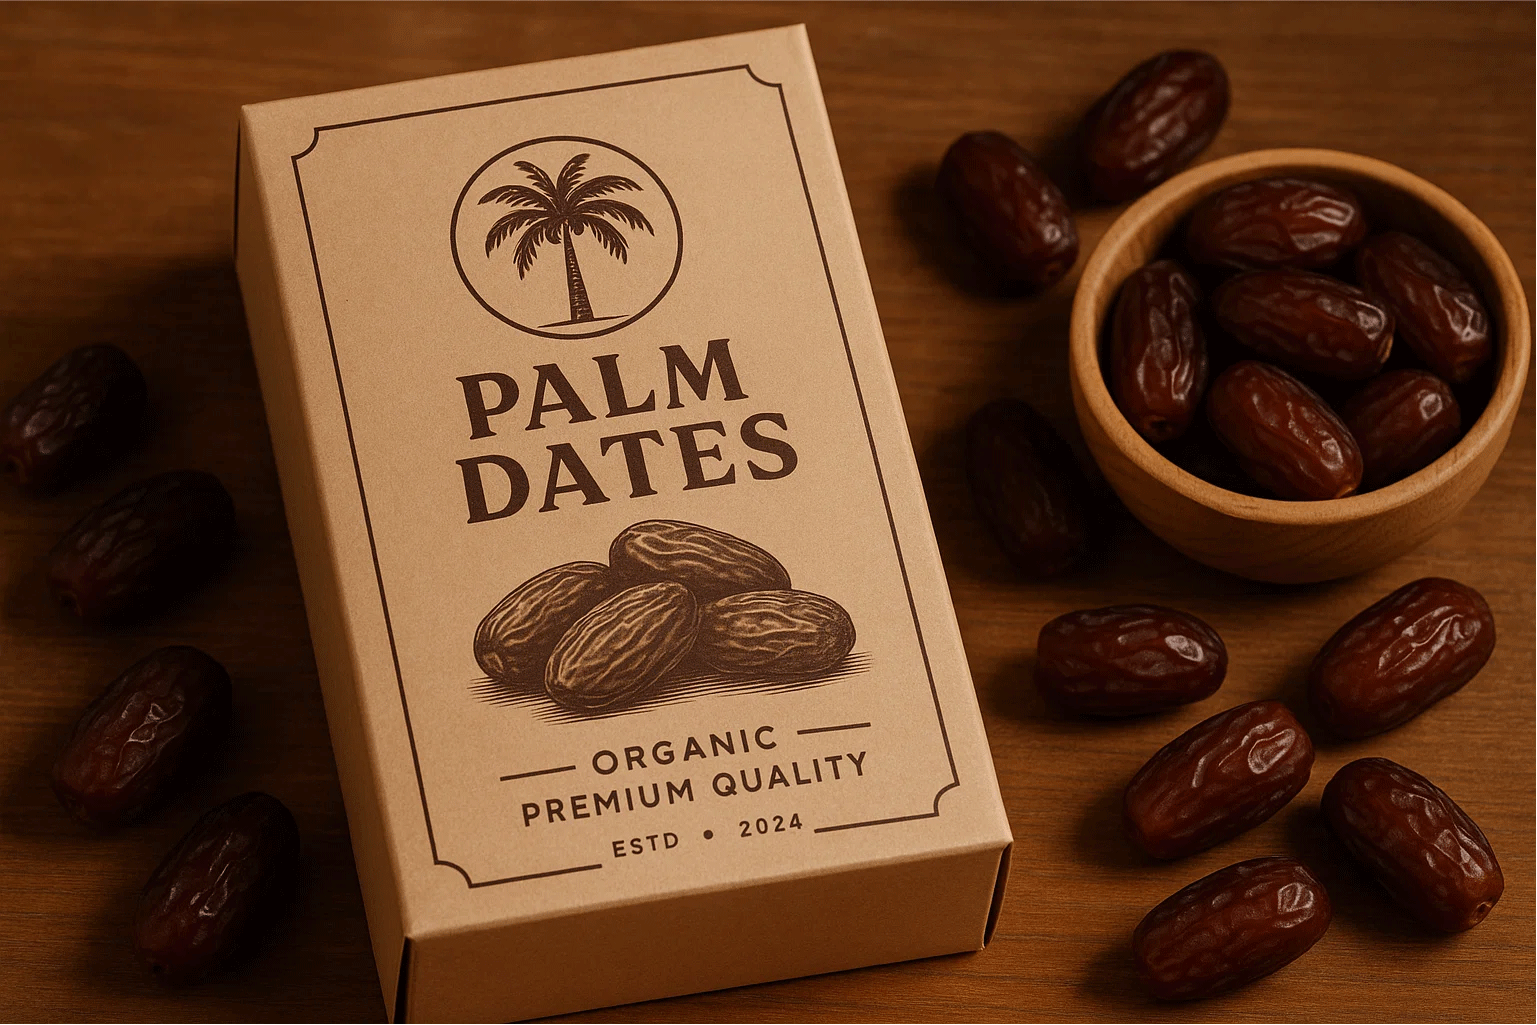 PALM
DATES
ORGANIC
PREMIUM QUALITY
ESTD • 2024